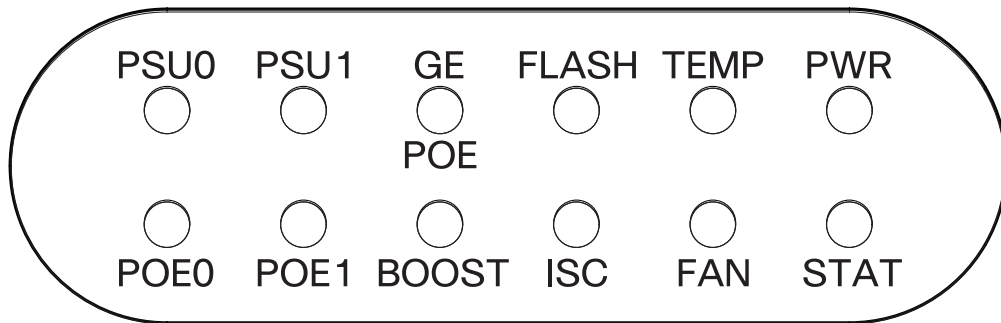 PSU0 PSU1 GE FLASH TEMP PWR
POE
POE0 POE1 BOOST ISC FAN STAT